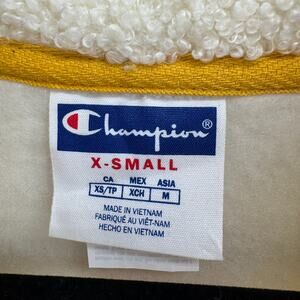 Champion®
X-SMALL
CA MEX ASIA
XS/TP XCH M
MADE IN VIETNAM
FABRIQUÉ AU VIÊT-NAM
HECHO EN VIETNAM